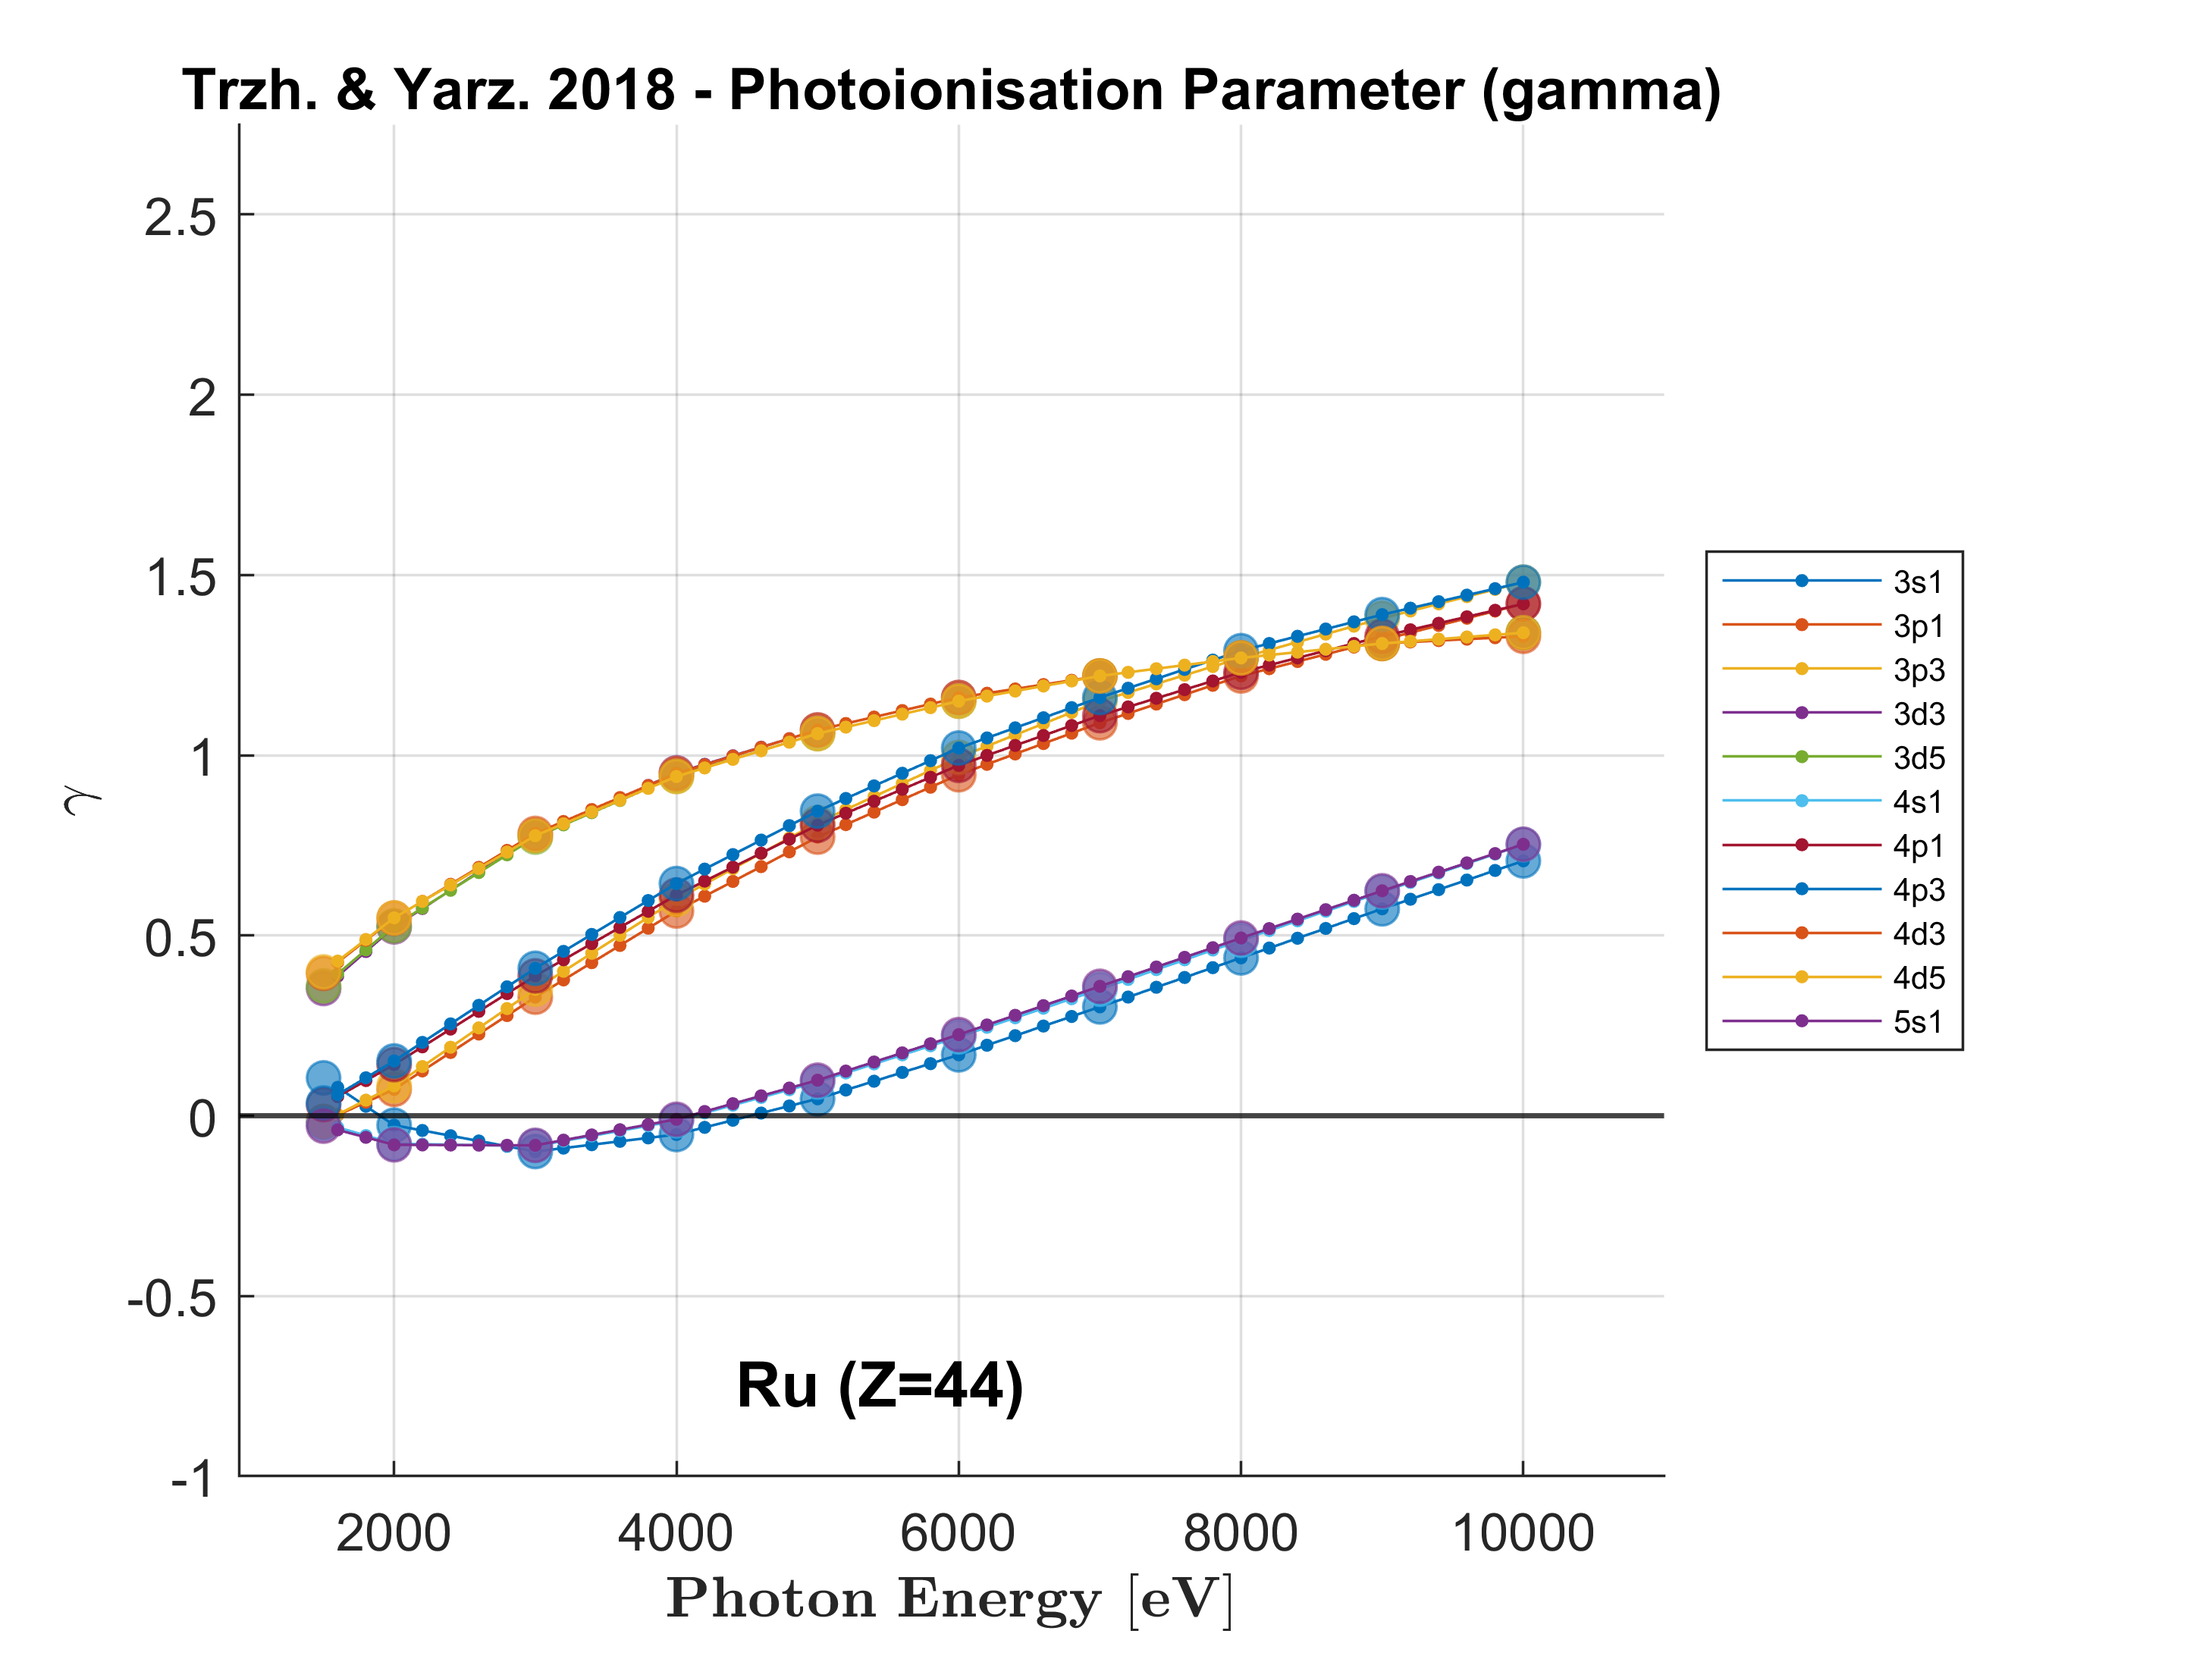 Trzh. & Yarz. 2018 - Photoionisation Parameter (gamma)
2.5
2
1.5
1
0.5
0
-0.5
-1
γ
2000 4000 6000 8000 10000
Photon Energy [eV]
Ru (Z=44)
3s1
3p1
3p3
3d3
3d5
4s1
4p1
4p3
4d3
4d5
5s1